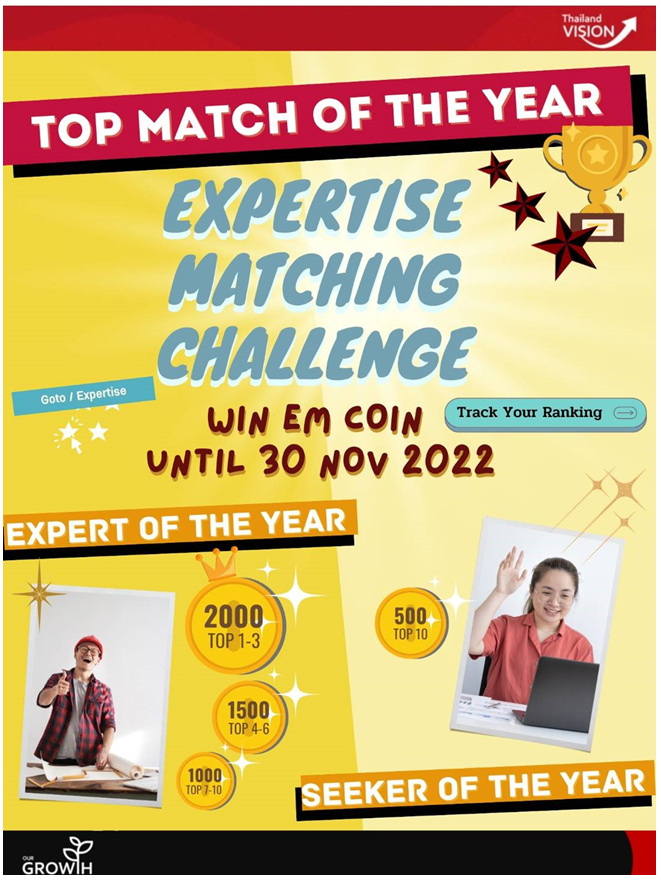 Thailand
VISION
TOP MATCH OF THE YEAR
EXPERTISE
MATCHING
CHALLENGE
Goto / Expertise
WIN EM COIN
Track Your Ranking
UNTIL 30 NOV 2022
EXPERT OF THE YEAR
2000
TOP 1-3
500
TOP 10
1500
TOP 4-6
1000
TOP 7-10
SEEKER OF THE YEAR
OUR
GROWTH